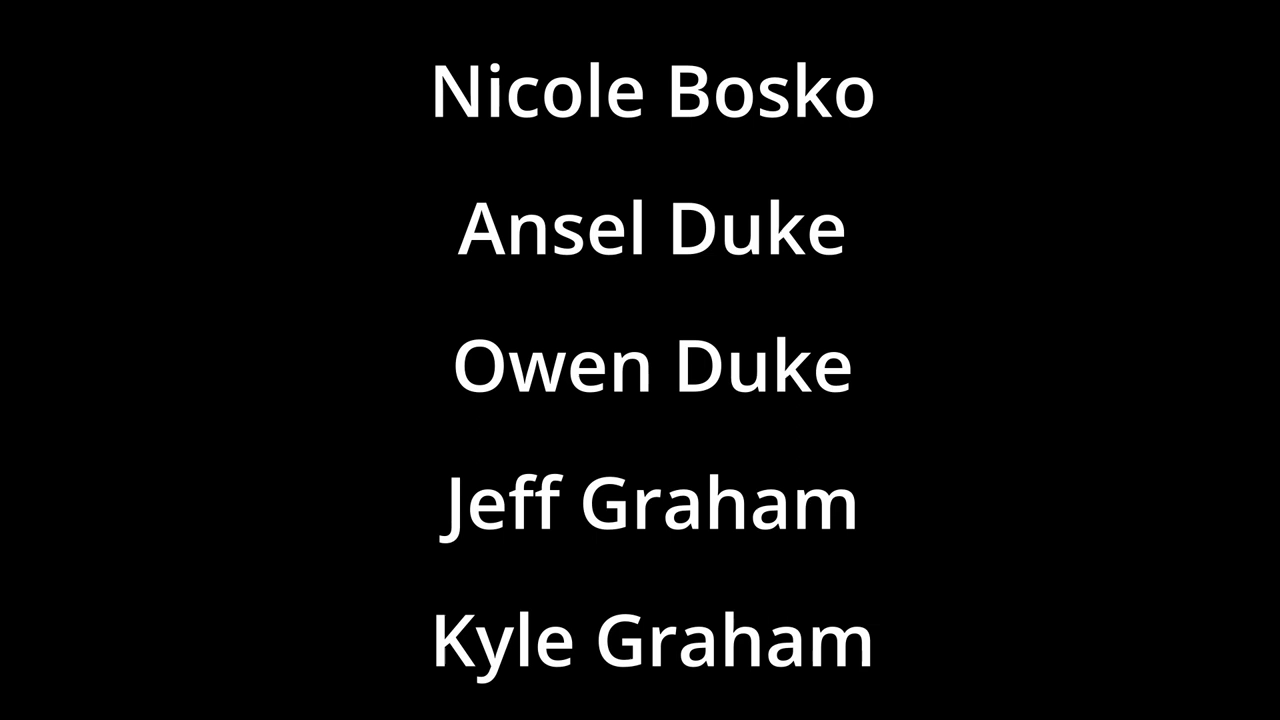 Nicole Bosko
Ansel Duke
Owen Duke
Jeff Graham
Kyle Graham